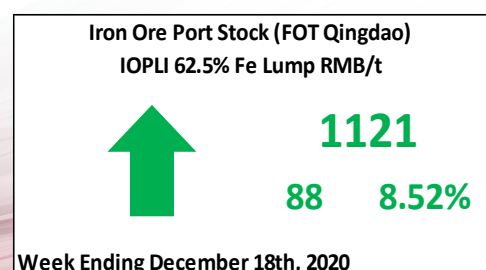 Iron Ore Port Stock (FOT Qingdao)
IOPLI 62.5% Fe Lump RMB/t
1121
88 8.52%
Week Ending December 18th, 2020